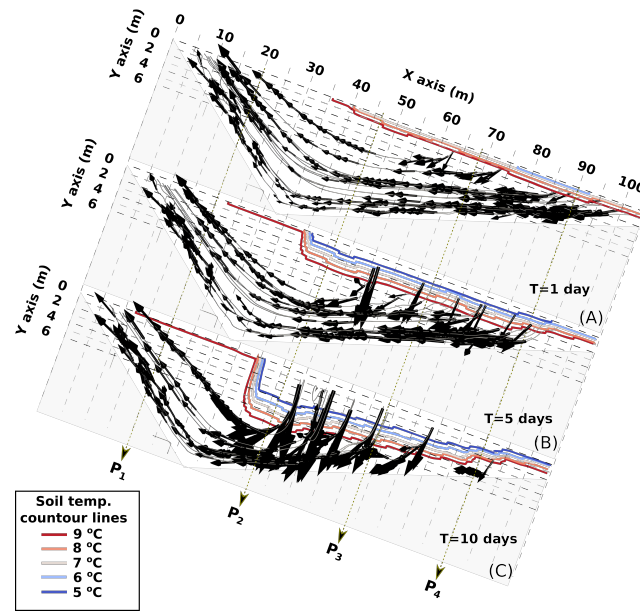 0
10
20
30
40
50
60
70
80
90
100
X axis (m)
Y axis (m)
0
2
4
6
T=1 day
(A)
Y axis (m)
0
2
4
6
T=5 days
(B)
Y axis (m)
0
2
4
6
T=10 days
(C)
P1
P2
P3
P4
Soil temp.
countour lines
9 ºC
8 ºC
7 ºC
6 ºC
5 ºC